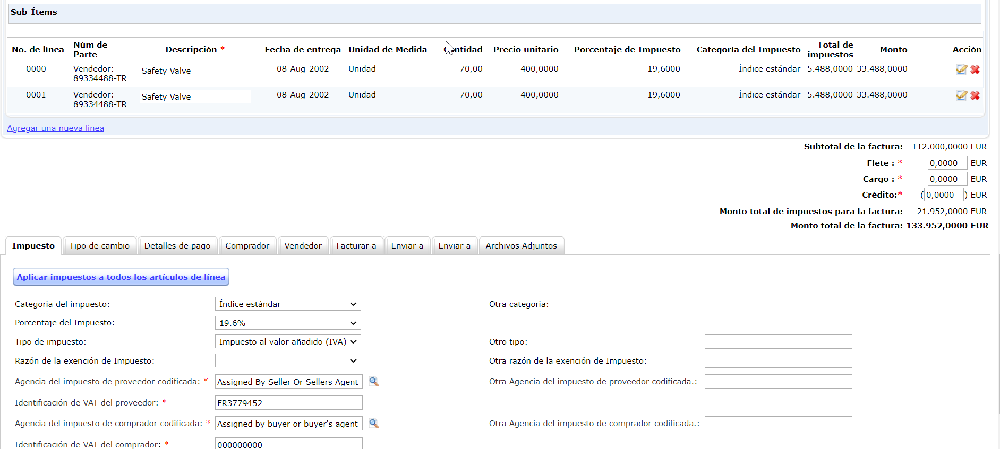 Sub-Ítems
No. de línea Núm de Parte Descripción * Fecha de entrega Unidad de Medida Cantidad Precio unitario Porcentaje de Impuesto Categoría del Impuesto Total de impuestos Monto Acción
0000 Vendedor: 89334488-TR Safety Valve 08-Aug-2002 Unidad 70,00 400,0000 19,6000 Índice estándar 5.488,0000 33.488,0000
0001 Vendedor: 89334488-TR Safety Valve 08-Aug-2002 Unidad 70,00 400,0000 19,6000 Índice estándar 5.488,0000 33.488,0000
Agregar una nueva línea
Subtotal de la factura: 112.000,0000 EUR
Flete : * 0,0000 EUR
Cargo : * 0,0000 EUR
Crédito:* (0,0000) EUR
Monto total de impuestos para la factura: 21.952,0000 EUR
Monto total de la factura: 133.952,0000 EUR
Impuesto Tipo de cambio Detalles de pago Comprador Vendedor Facturar a Enviar a Enviar a Archivos Adjuntos
Aplicar impuestos a todos los artículos de línea
Categoría del impuesto: Índice estándar Otra categoría:
Porcentaje del Impuesto: 19.6%
Tipo de impuesto: Impuesto al valor añadido (IVA) Otro tipo:
Razón de la exención de Impuesto: Otra razón de la exención de Impuesto:
Agencia del impuesto de proveedor codificada: * Assigned By Seller Or Sellers Agent Otra Agencia del impuesto de proveedor codificada.:
Identificación de VAT del proveedor: * FR3779452
Agencia del impuesto de comprador codificada: * Assigned by buyer or buyer's agent Otra Agencia del impuesto de comprador codificada.:
Identificación de VAT del comprador: * 000000000